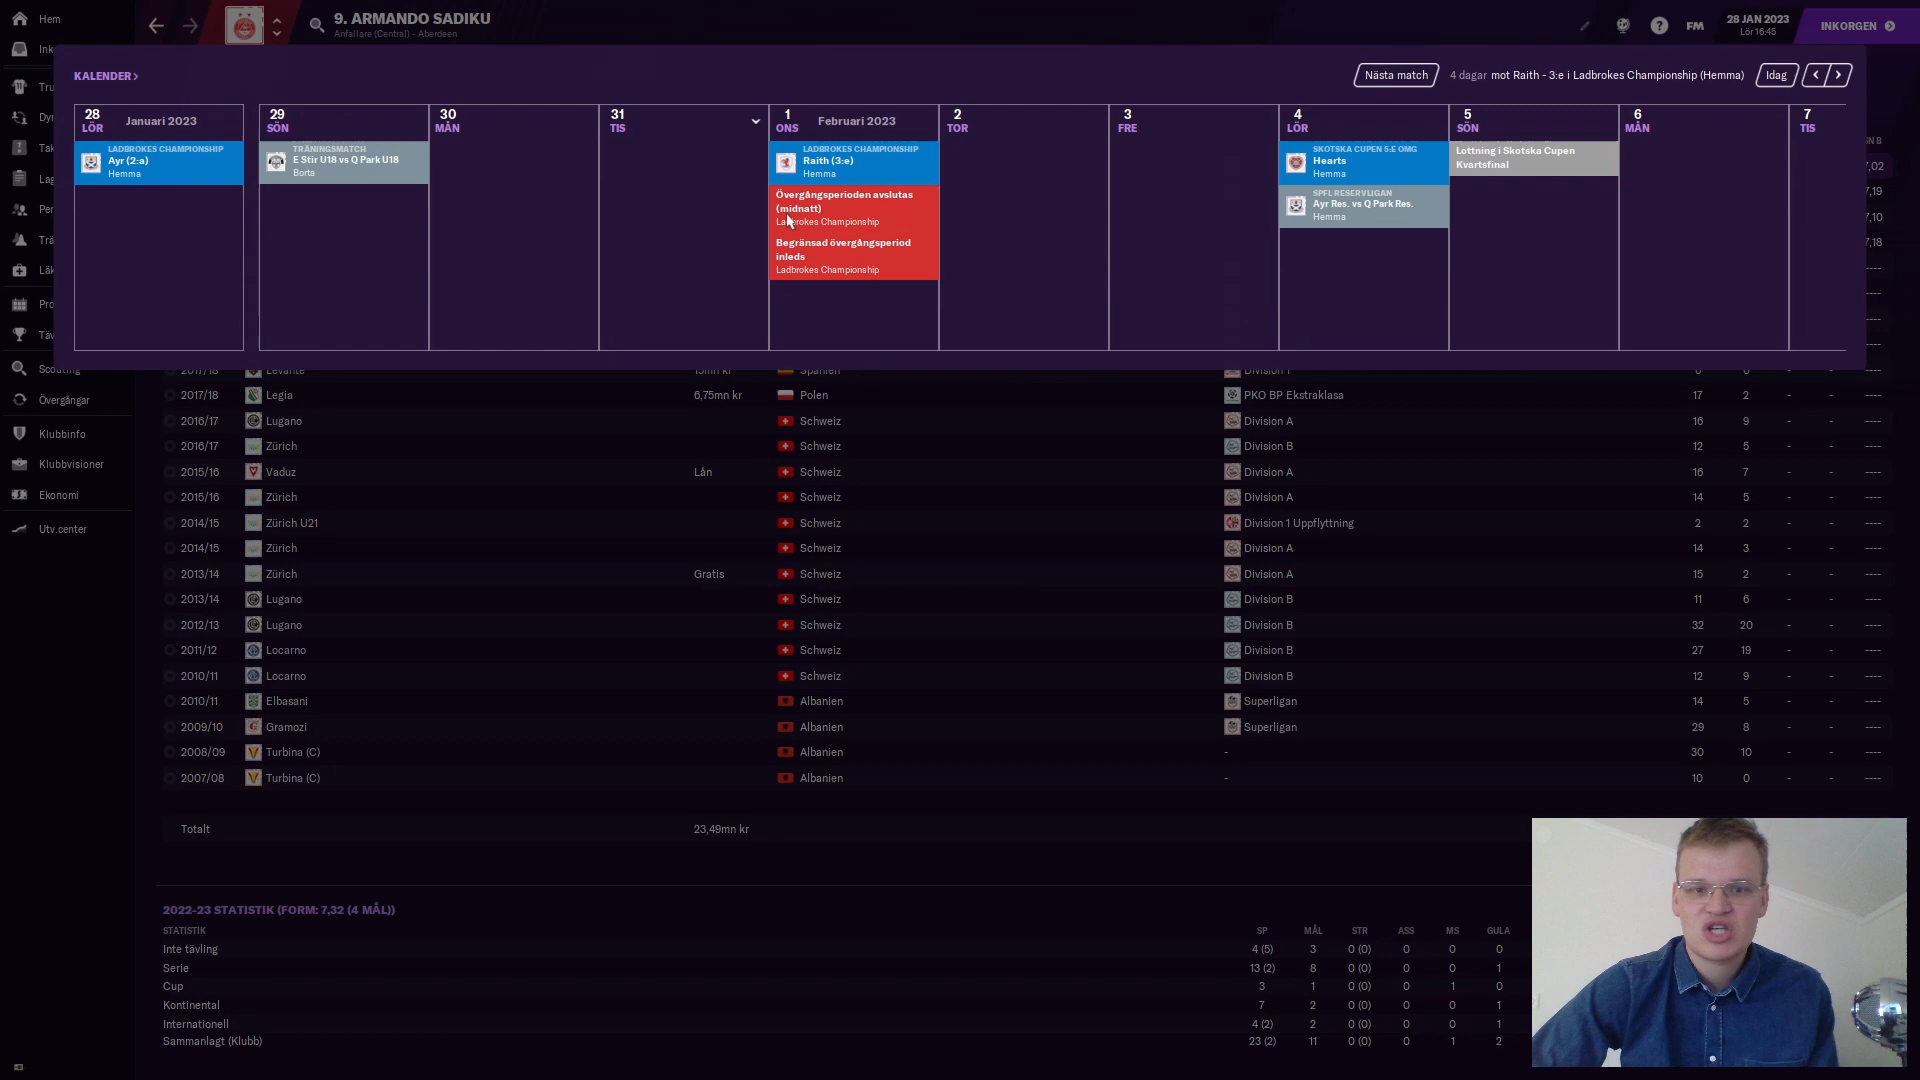 Hem
9. ARMANDO SADIKU
Anfallare (Central) - Aberdeen
FM
28 JAN 2023
Lör 16:45
INKORGEN
KALENDER
Nästa match
4 dagar mot Raith - 3:e i Ladbrokes Championship (Hemma)
Idag
28 LÖR Januari 2023
29 SÖN
30 MÅN
31 TIS
1 ONS Februari 2023
2 TOR
3 FRE
4 LÖR
5 SÖN
6 MÅN
7 TIS
LADBROKES CHAMPIONSHIP
Ayr (2:a)
Hemma
TRÄNINGSMATCH
E Stir U18 vs Q Park U18
Borta
LADBROKES CHAMPIONSHIP
Raith (3:e)
Hemma
Övergångsperioden avslutas
(midnatt)
Ladbrokes Championship
Begränsad övergångsperiod
inleds
Ladbrokes Championship
SKOTSKA CUPEN 5:E OMG
Hearts
Hemma
SPFL RESERVLIGAN
Ayr Res. vs Q Park Res.
Hemma
Lottning i Skotska Cupen
Kvartsfinal
Scouting
Övergångar
Klubbinfo
Klubbvisioner
Ekonomi
Utv.center
2017/18 Levante 15mn kr Spanien Division 1 0 0
2017/18 Legia 6,75mn kr Polen PKO BP Ekstraklasa 17 2 - - ----
2016/17 Lugano Schweiz Division A 16 9 - - ----
2016/17 Zürich Schweiz Division B 12 5 - - ----
2015/16 Vaduz Lån Schweiz Division A 16 7 - - ----
2015/16 Zürich Schweiz Division A 14 5 - - ----
2014/15 Zürich U21 Schweiz Division 1 Uppflyttning 2 2 - - ----
2014/15 Zürich Schweiz Division A 14 3 - - ----
2013/14 Zürich Gratis Schweiz Division A 15 2 - - ----
2013/14 Lugano Schweiz Division B 11 6 - - ----
2012/13 Lugano Schweiz Division B 32 20 - - ----
2011/12 Locarno Schweiz Division B 27 19 - - ----
2010/11 Locarno Schweiz Division B 12 9 - - ----
2010/11 Elbasani Albanien Superligan 14 5 - - ----
2009/10 Gramozi Albanien Superligan 29 8 - - ----
2008/09 Turbina (C) Albanien - 30 10 - - ----
2007/08 Turbina (C) Albanien - 10 0 - - ----
Totalt 23,49mn kr
2022-23 STATISTIK (FORM: 7,32 (4 MÅL))
STATISTIK SP MÅL STR ASS MS GULA
Inte tävling 4 (5) 3 0 (0) 0 0 0
Serie 13 (2) 8 0 (0) 0 0 1
Cup 3 1 0 (0) 0 1 0
Kontinental 7 2 0 (0) 0 0 1
Internationell 4 (2) 2 0 (0) 0 0 1
Sammanlagt (Klubb) 23 (2) 11 0 (0) 0 1 2